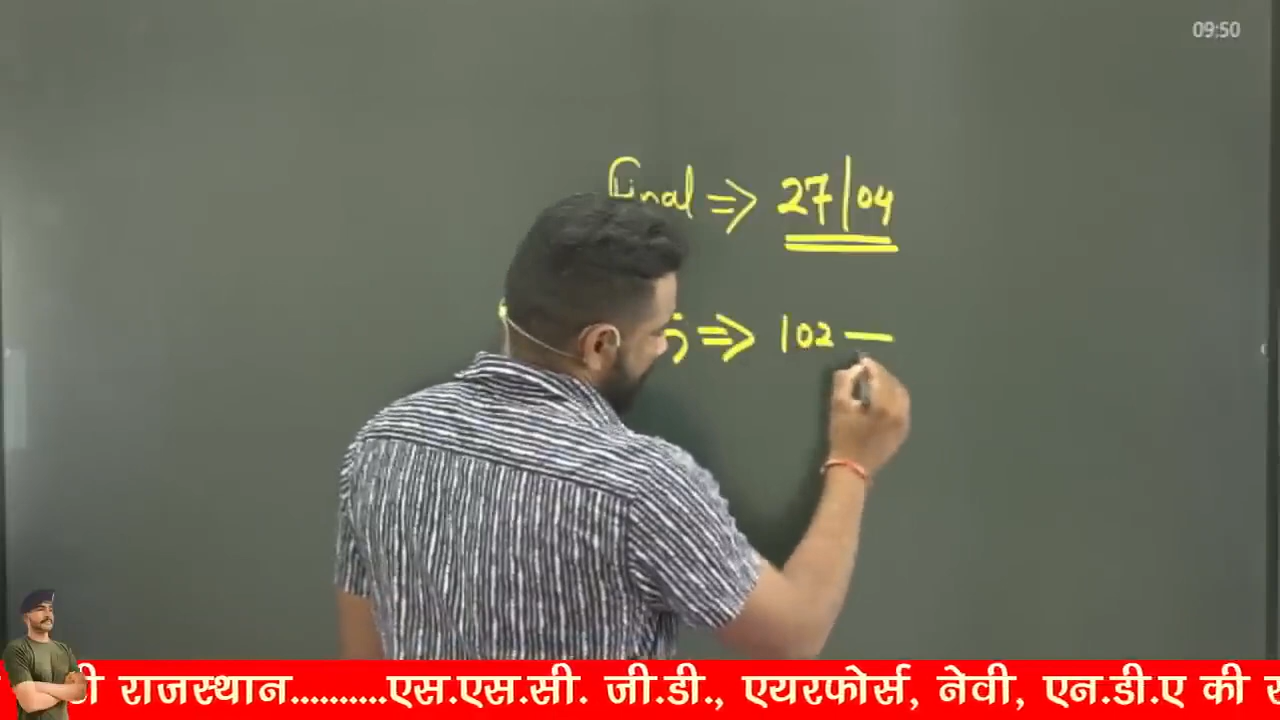 09:50
Final => 27/04
=> 102 —
राजस्थान..........एस.एस.सी. जी.डी., एयरफोर्स, नेवी, एन.डी.ए की